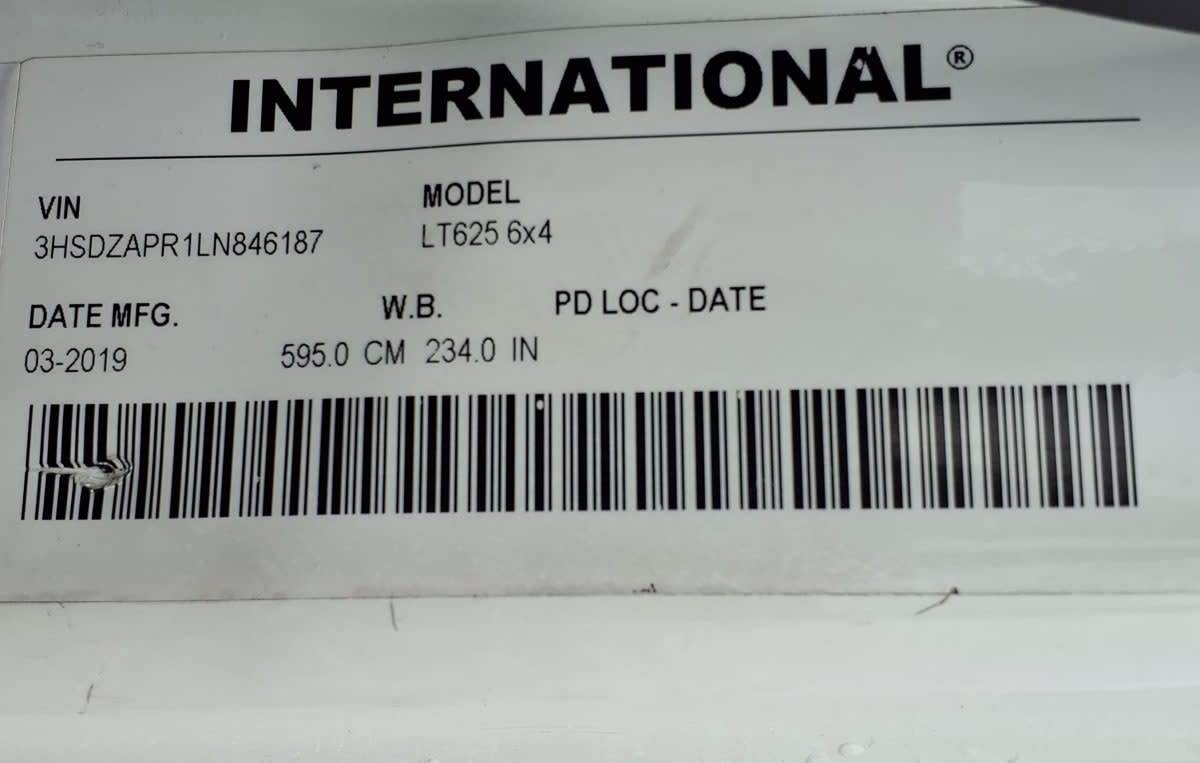 INTERNATIONAL®
VIN MODEL
3HSDZAPR1LN846187 LT625 6x4
DATE MFG. W.B. PD LOC - DATE
03-2019 595.0 CM 234.0 IN